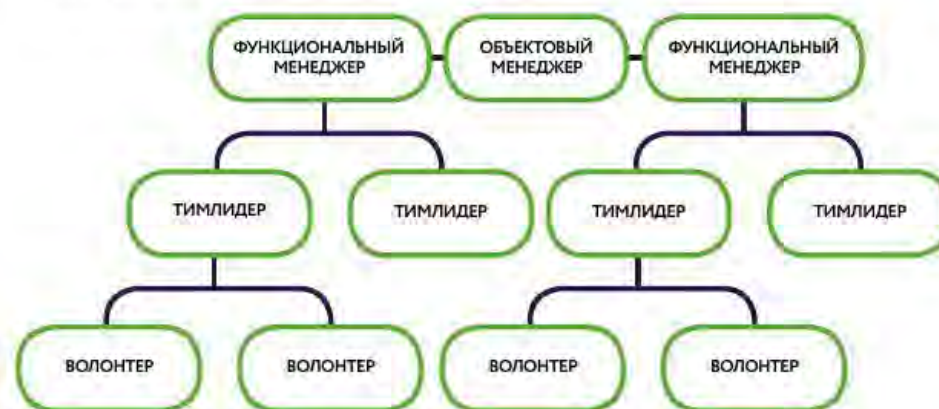 ФУНКЦИОНАЛЬНЫЙ
МЕНЕДЖЕР
ОБЪЕКТОВЫЙ
МЕНЕДЖЕР
ФУНКЦИОНАЛЬНЫЙ
МЕНЕДЖЕР
ТИМЛИДЕР
ТИМЛИДЕР
ТИМЛИДЕР
ТИМЛИДЕР
ВОЛОНТЕР
ВОЛОНТЕР
ВОЛОНТЕР
ВОЛОНТЕР